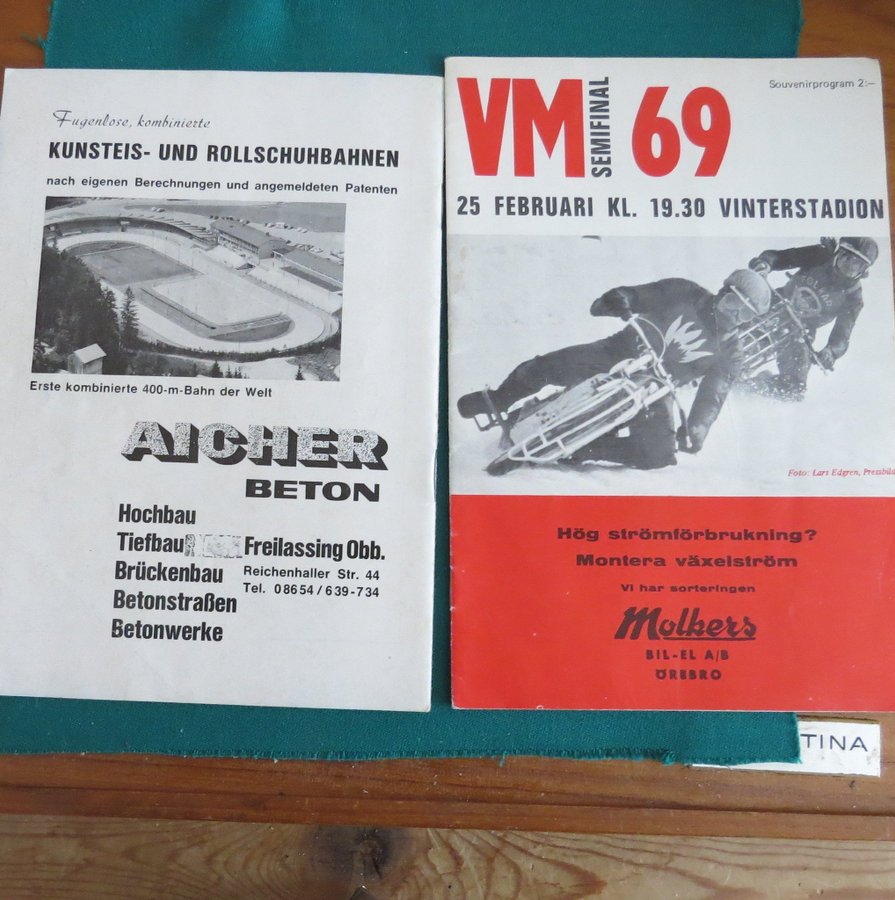 Fugenlose, kombinierte
KUNSTEIS- UND ROLLSCHUHBAHNEN
nach eigenen Berechnungen und angemeldeten Patenten
Erste kombinierte 400-m-Bahn der Welt
AICHER
BETON
Hochbau
Tiefbau
Brückenbau
Betonstraßen
Betonwerke
Freilassing Obb.
Reichenhaller Str. 44
Tel. 08654/639-734
Souvenirprogram 2:-
VM SEMIFINAL 69
25 FEBRUARI KL. 19.30 VINTERSTADION
Foto: Lars Edgren, Pressbild
Hög strömförbrukning?
Montera växelström
Vi har sorteringen
Molkers
BIL-EL A/B
ÖREBRO
TINA